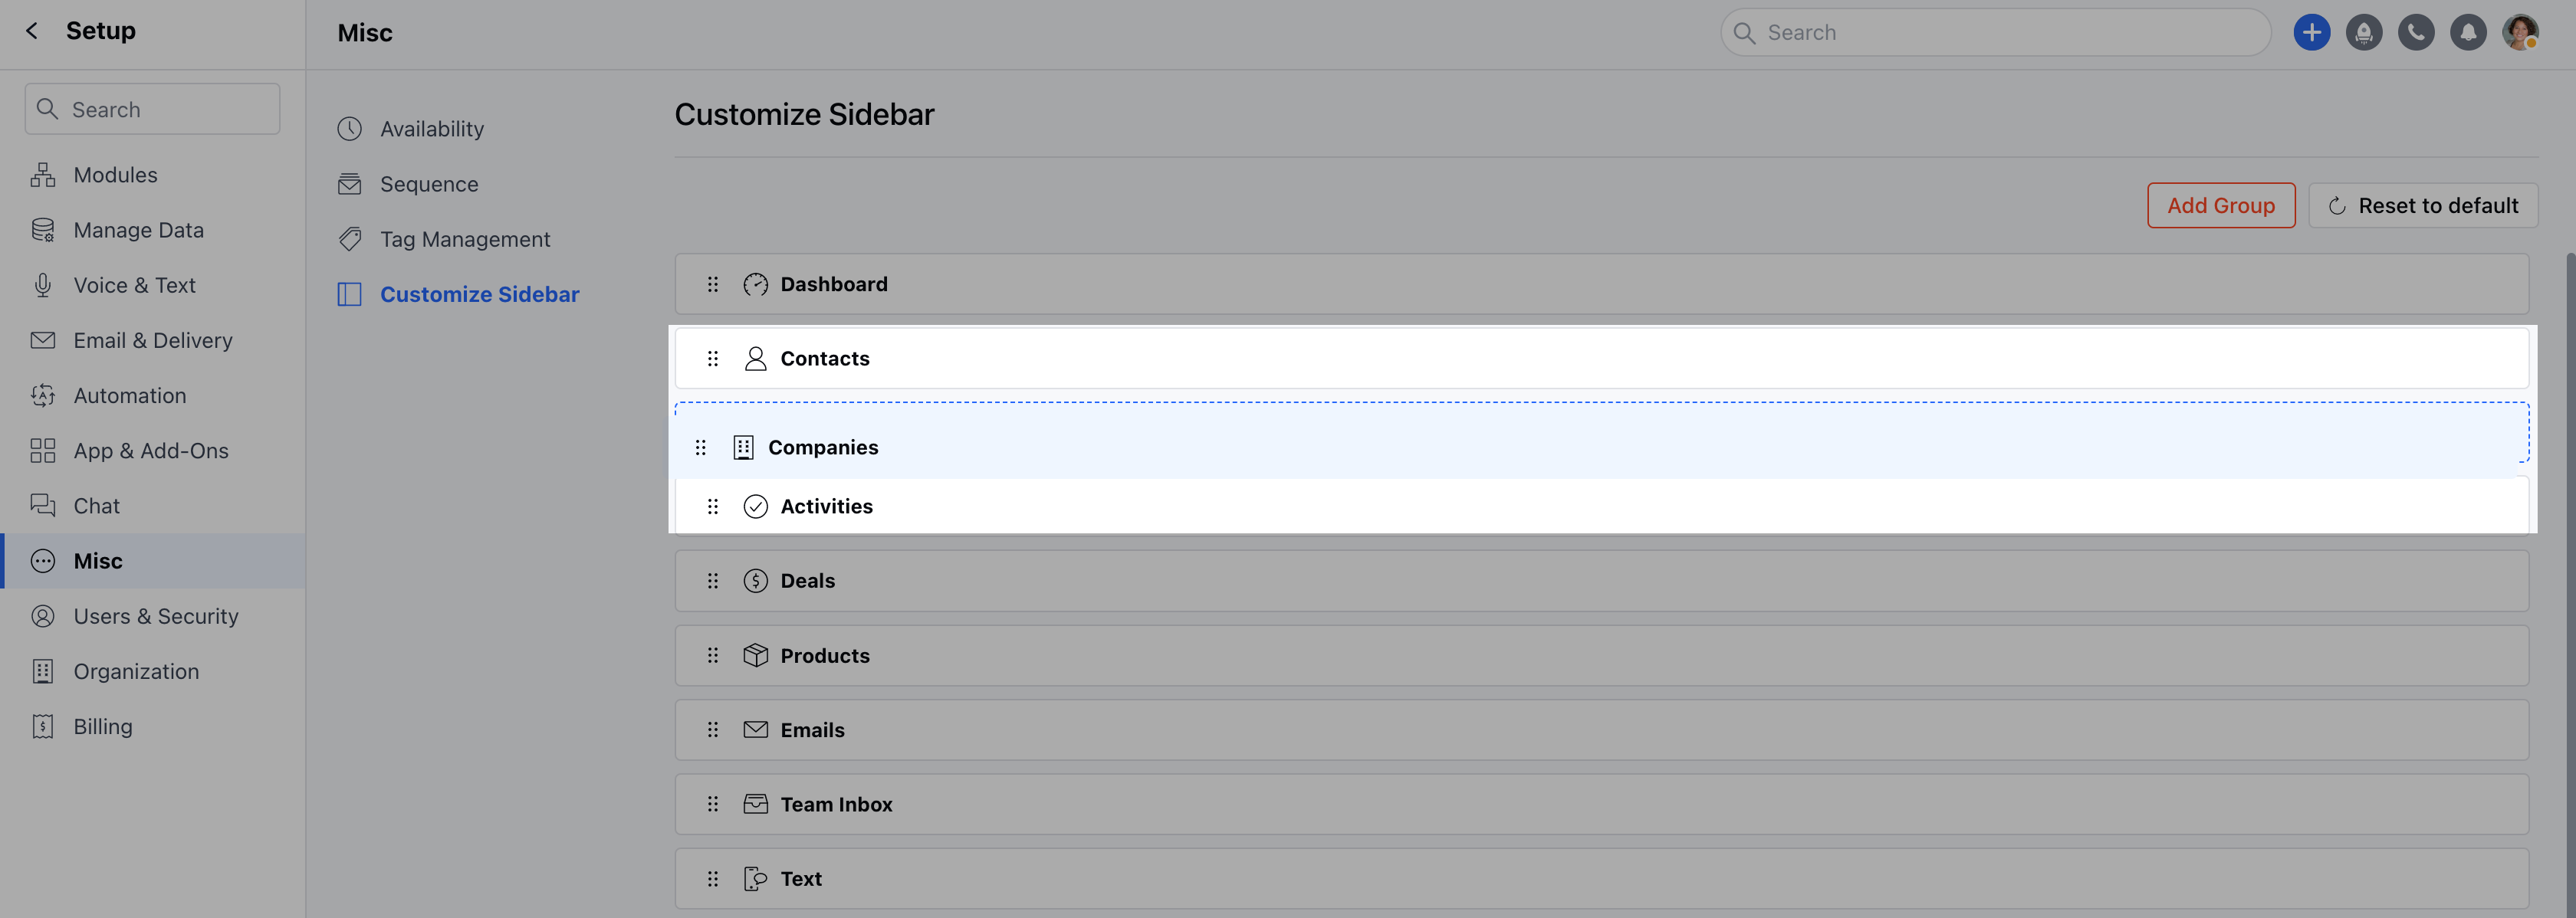 Setup
Misc
Search
Search
Modules
Manage Data
Voice & Text
Email & Delivery
Automation
App & Add-Ons
Chat
Misc
Users & Security
Organization
Billing
Availability
Sequence
Tag Management
Customize Sidebar
Customize Sidebar
Add Group
Reset to default
Dashboard
Contacts
Companies
Activities
Deals
Products
Emails
Team Inbox
Text